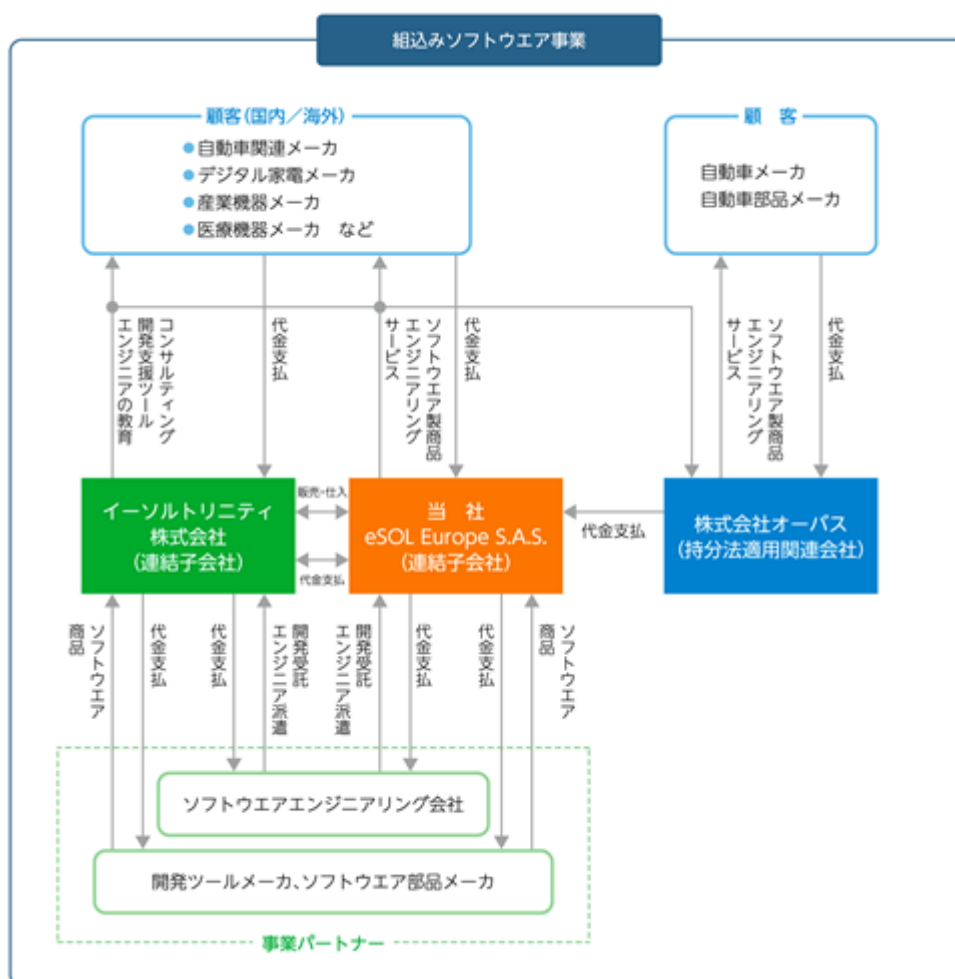 組込みソフトウエア事業
顧客(国内／海外)
●自動車関連メーカ
●デジタル家電メーカ
●産業機器メーカ
●医療機器メーカ　など
顧　客
自動車メーカ
自動車部品メーカ
コンサルティング
開発支援ツール
エンジニアの教育
代金支払
ソフトウエア製商品
エンジニアリング
サービス
代金支払
ソフトウエア製商品
エンジニアリング
サービス
代金支払
イーソルトリニティ
株式会社
(連結子会社)
販売・仕入
代金支払
当　社
eSOL Europe S.A.S.
(連結子会社)
代金支払
株式会社オーバス
(持分法適用関連会社)
ソフトウエア
商品
代金支払
代金支払
開発受託
エンジニア派遣
開発受託
エンジニア派遣
代金支払
代金支払
ソフトウエア
商品
ソフトウエアエンジニアリング会社
開発ツールメーカ、ソフトウエア部品メーカ
事業パートナー